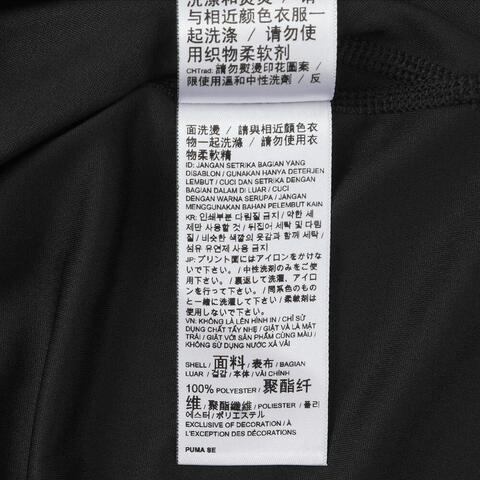 洗涤和熨烫 / 请勿
与相近颜色衣服一
起洗涤 / 请勿使
用织物柔软剂
CHTrad: 請勿熨燙印花圖案 /
限使用溫和中性洗劑 / 反
面洗燙 / 請與相近顏色衣
物一起洗滌 / 請勿使用衣
物柔軟精
ID: JANGAN SETRIKA BAGIAN YANG
DISABLON / GUNAKAN HANYA DETERJEN
LEMBUT / CUCI DAN SETRIKA DENGAN
BAGIAN DALAM DI LUAR / CUCI
DENGAN WARNA SERUPA / JANGAN
MENGGUNAKAN BAHAN PELEMBUT KAIN
KR: 인쇄부분 다림질 금지 / 약한 세
제만 사용할 것 / 뒤집어 세탁 및 다림
질 / 비슷한 색깔의 옷감과 함께 세탁 /
섬유 유연제 사용 금지
JP: プリント面にはアイロンをかけな
いで下さい。/ 中性洗剤のみをご使
用下さい。/ 裏返して洗濯、アイロ
ンを行って下さい。/ 同系色のもの
と一緒に洗濯して下さい / 柔軟剤は
使用しないで下さい。
VN: KHÔNG LÀ LÊN HÌNH IN / CHỈ SỬ
DỤNG CHẤT TẨY NHẸ / GIẶT VÀ LÀ MẶT
TRÁI / GIẶT VỚI SẢN PHẨM CÙNG MÀU /
KHÔNG SỬ DỤNG NƯỚC XẢ VẢI
SHELL / 面料 / 表布 / BAGIAN
LUAR / 겉감 / 本体 / VẢI CHÍNH
100% POLYESTER / 聚酯纤
维 / 聚酯纖維 / POLIESTER / 폴리
에스터 / ポリエステル
EXCLUSIVE OF DECORATION / À
L'EXCEPTION DES DÉCORATIONS
PUMA SE